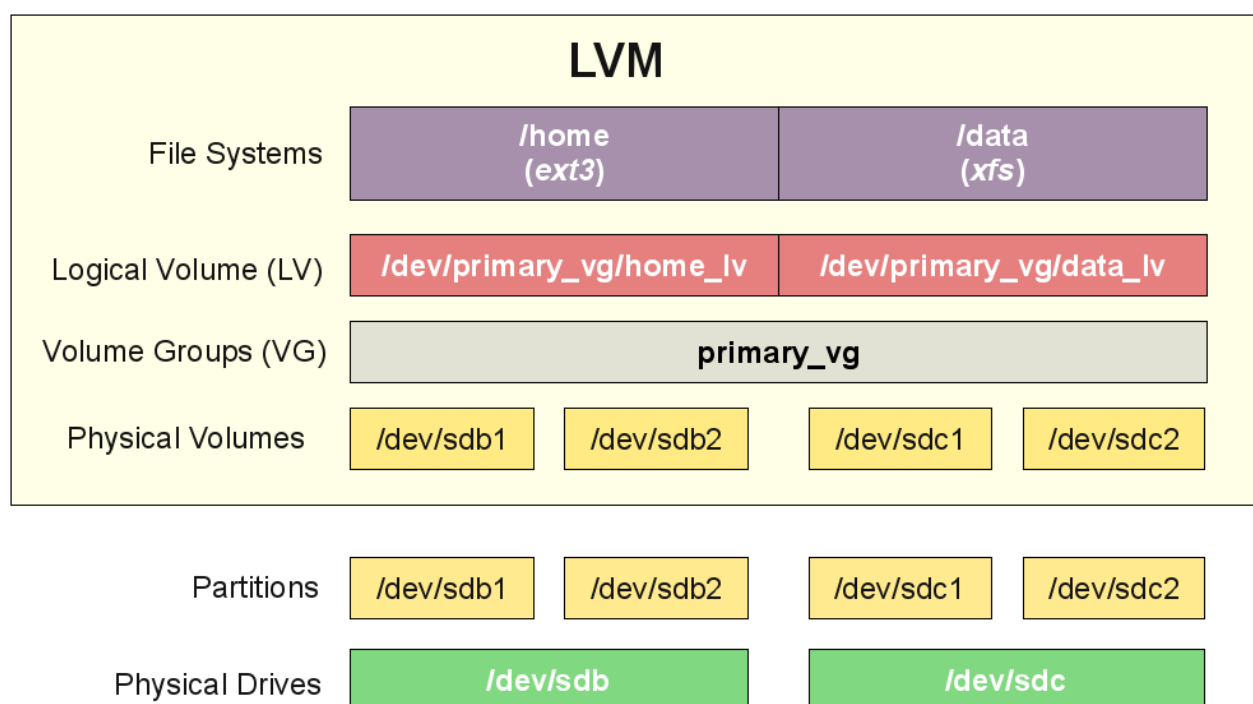 LVM
File Systems
/home
(ext3)
/data
(xfs)
Logical Volume (LV)
/dev/primary_vg/home_lv
/dev/primary_vg/data_lv
Volume Groups (VG)
primary_vg
Physical Volumes
/dev/sdb1
/dev/sdb2
/dev/sdc1
/dev/sdc2
Partitions
/dev/sdb1
/dev/sdb2
/dev/sdc1
/dev/sdc2
Physical Drives
/dev/sdb
/dev/sdc